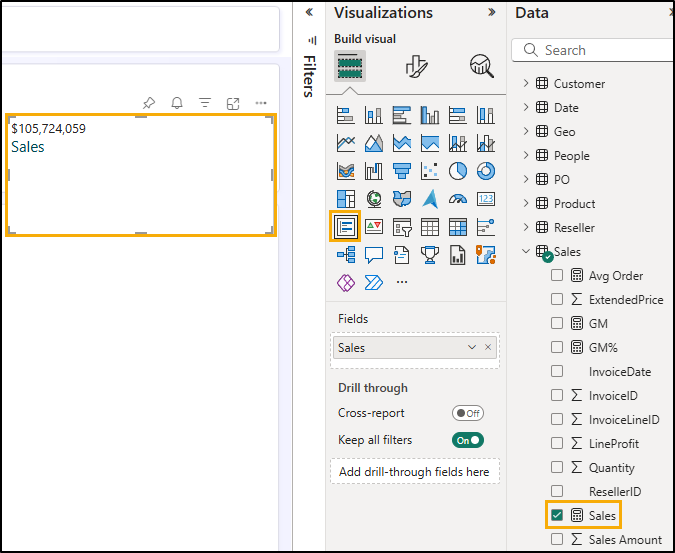 $105,724,059
Sales
Filters
Visualizations
Build visual
123
Fields
Sales
Drill through
Cross-report
Off
Keep all filters
On
Add drill-through fields here
Data
Search
Customer
Date
Geo
People
PO
Product
Reseller
Sales
Avg Order
ExtendedPrice
GM
GM%
InvoiceDate
InvoiceID
InvoiceLineID
LineProfit
Quantity
ResellerID
Sales
Sales Amount